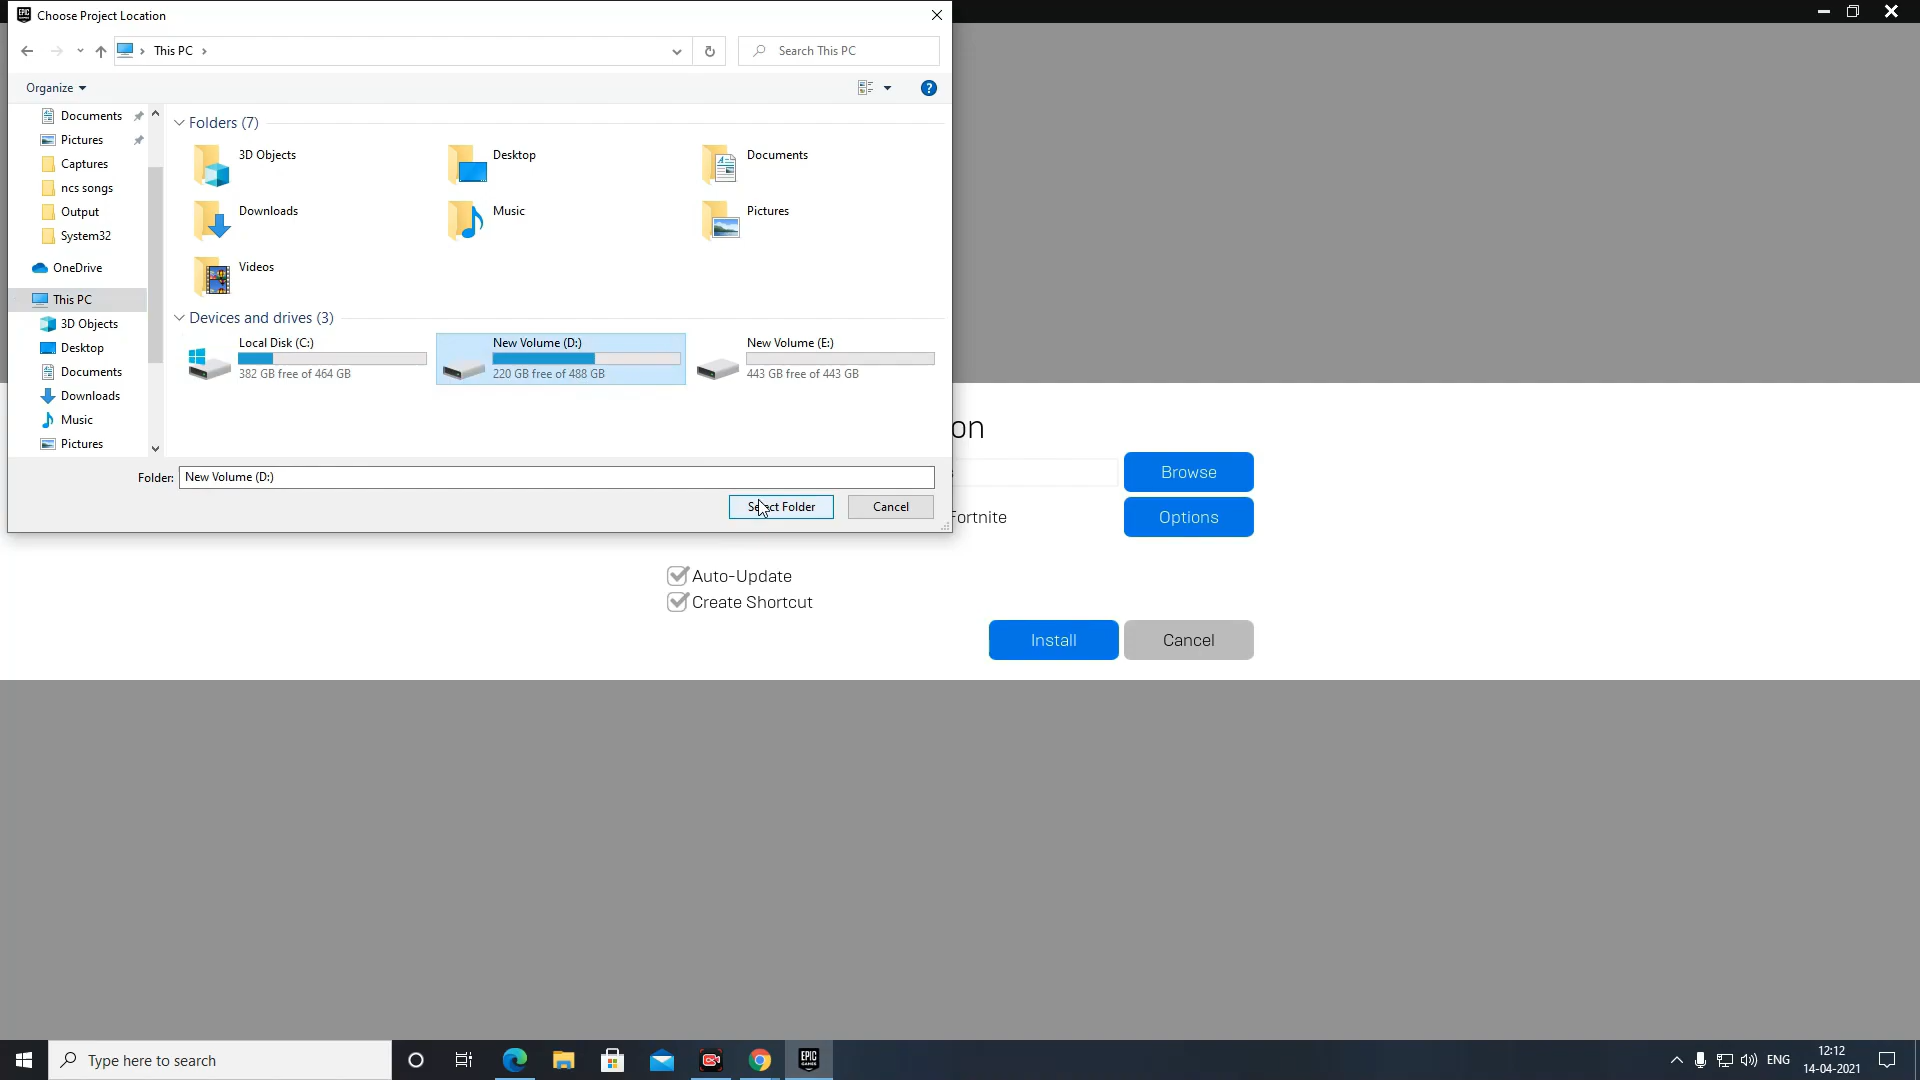 Choose Project Location
This PC
Search This PC
Organize
Documents
Pictures
Captures
ncs songs
Output
System32
OneDrive
This PC
3D Objects
Desktop
Documents
Downloads
Music
Pictures
Folders (7)
3D Objects
Desktop
Documents
Downloads
Music
Pictures
Videos
Devices and drives (3)
Local Disk (C:)
382 GB free of 464 GB
New Volume (D:)
220 GB free of 488 GB
New Volume (E:)
443 GB free of 443 GB
Folder: New Volume (D:)
Select Folder
Cancel
on
Browse
Fortnite
Options
Auto-Update
Create Shortcut
Install
Cancel
Type here to search
EPIC
GAMES
ENG
12:12
14-04-2021